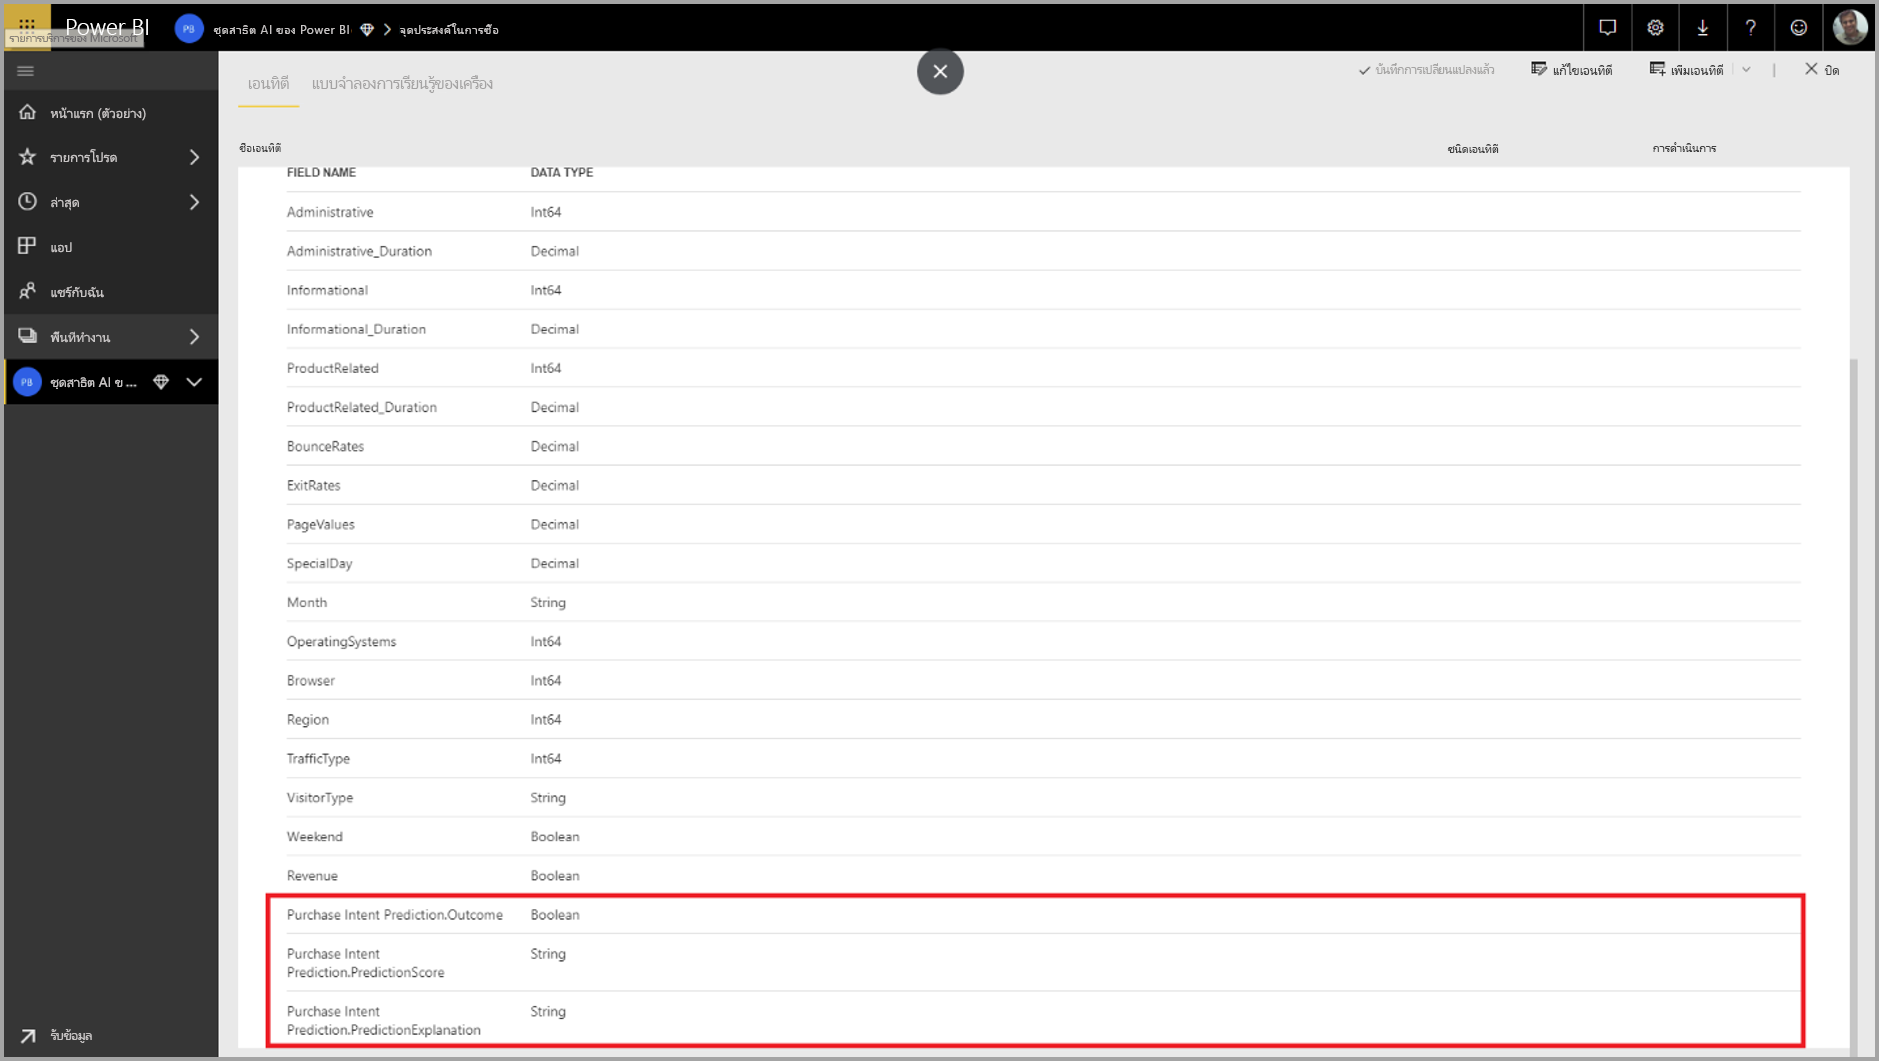 Power BI
รายการบริการของ Microsoft
PB
ชุดสาธิต AI ของ Power BI
จุดประสงค์ในการซื้อ
เอนทิตี
แบบจำลองการเรียนรู้ของเครื่อง
บันทึกการเปลี่ยนแปลงแล้ว
แก้ไขเอนทิตี
เพิ่มเอนทิตี
ปิด
หน้าแรก (ตัวอย่าง)
รายการโปรด
ล่าสุด
แอป
แชร์กับฉัน
พื้นที่ทำงาน
PB
ชุดสาธิต AI ข ...
รับข้อมูล
ชื่อเอนทิตี
ชนิดเอนทิตี
การดำเนินการ
FIELD NAME DATA TYPE
Administrative Int64
Administrative_Duration Decimal
Informational Int64
Informational_Duration Decimal
ProductRelated Int64
ProductRelated_Duration Decimal
BounceRates Decimal
ExitRates Decimal
PageValues Decimal
SpecialDay Decimal
Month String
OperatingSystems Int64
Browser Int64
Region Int64
TrafficType Int64
VisitorType String
Weekend Boolean
Revenue Boolean
Purchase Intent Prediction.Outcome Boolean
Purchase Intent String
Prediction.PredictionScore
Purchase Intent String
Prediction.PredictionExplanation